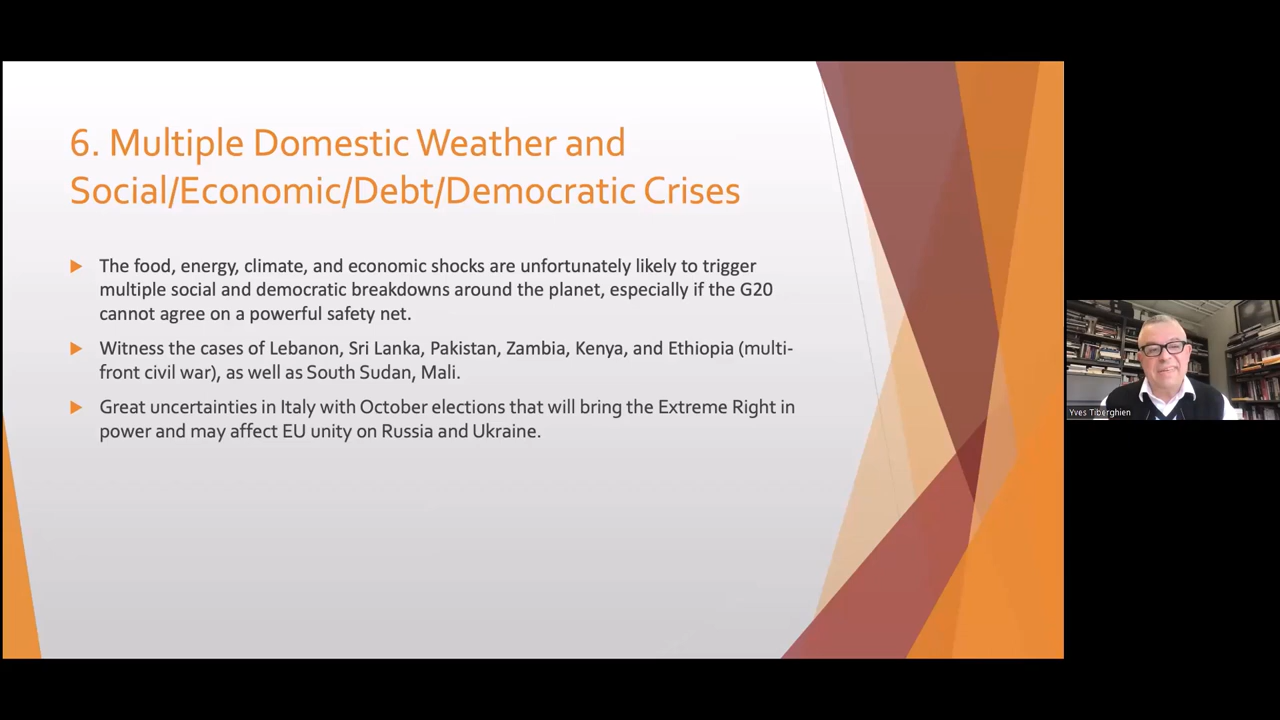 6. Multiple Domestic Weather and
Social/Economic/Debt/Democratic Crises
The food, energy, climate, and economic shocks are unfortunately likely to trigger
multiple social and democratic breakdowns around the planet, especially if the G20
cannot agree on a powerful safety net.
Witness the cases of Lebanon, Sri Lanka, Pakistan, Zambia, Kenya, and Ethiopia (multi-
front civil war), as well as South Sudan, Mali.
Great uncertainties in Italy with October elections that will bring the Extreme Right in
power and may affect EU unity on Russia and Ukraine.
Yves Tiberghien